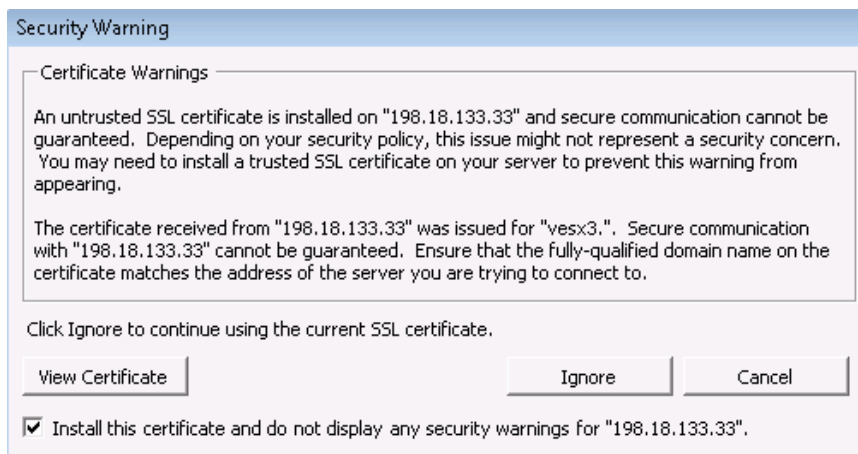 Security Warning
Certificate Warnings
An untrusted SSL certificate is installed on "198.18.133.33" and secure communication cannot be
guaranteed. Depending on your security policy, this issue might not represent a security concern.
You may need to install a trusted SSL certificate on your server to prevent this warning from
appearing.
The certificate received from "198.18.133.33" was issued for "vesx3.". Secure communication
with "198.18.133.33" cannot be guaranteed. Ensure that the fully-qualified domain name on the
certificate matches the address of the server you are trying to connect to.
Click Ignore to continue using the current SSL certificate.
View Certificate
Ignore
Cancel
Install this certificate and do not display any security warnings for "198.18.133.33".